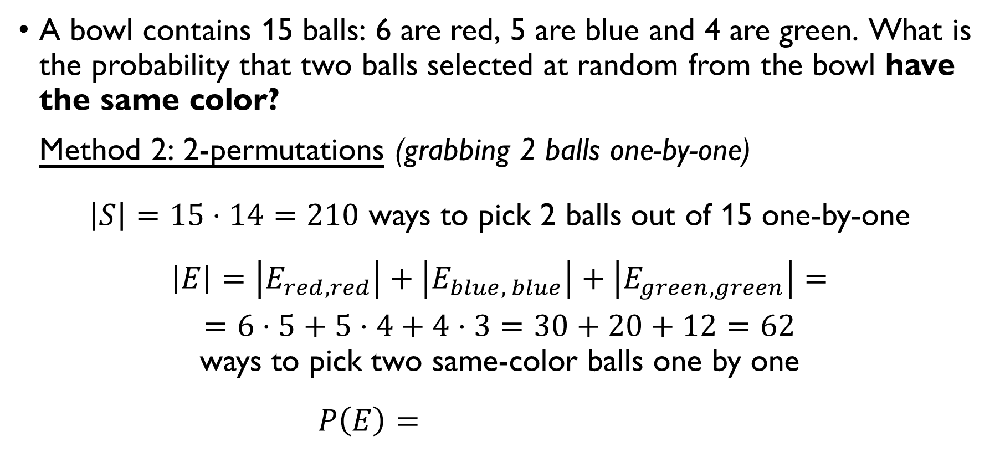 • A bowl contains 15 balls: 6 are red, 5 are blue and 4 are green. What is
the probability that two balls selected at random from the bowl have
the same color?
Method 2: 2-permutations (grabbing 2 balls one-by-one)
|S| = 15 · 14 = 210 ways to pick 2 balls out of 15 one-by-one
|E| = |E_{red,red}| + |E_{blue, blue}| + |E_{green,green}| =
= 6 · 5 + 5 · 4 + 4 · 3 = 30 + 20 + 12 = 62
ways to pick two same-color balls one by one
P(E) =